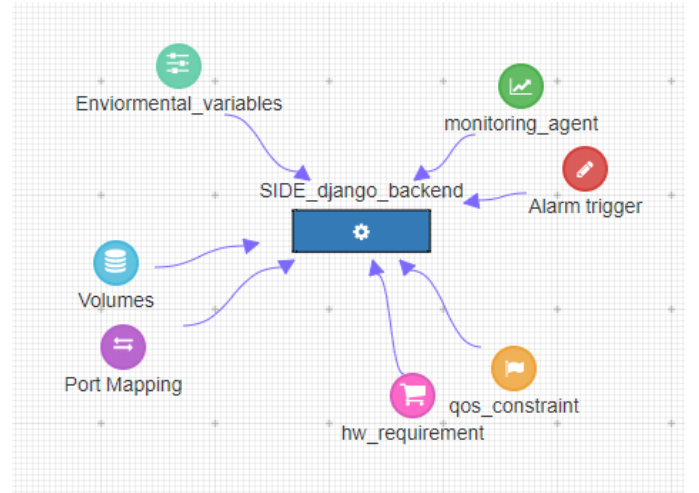 Enviormental_variables
monitoring_agent
SIDE_django_backend
Alarm trigger
Volumes
Port Mapping
qos_constraint
hw_requirement